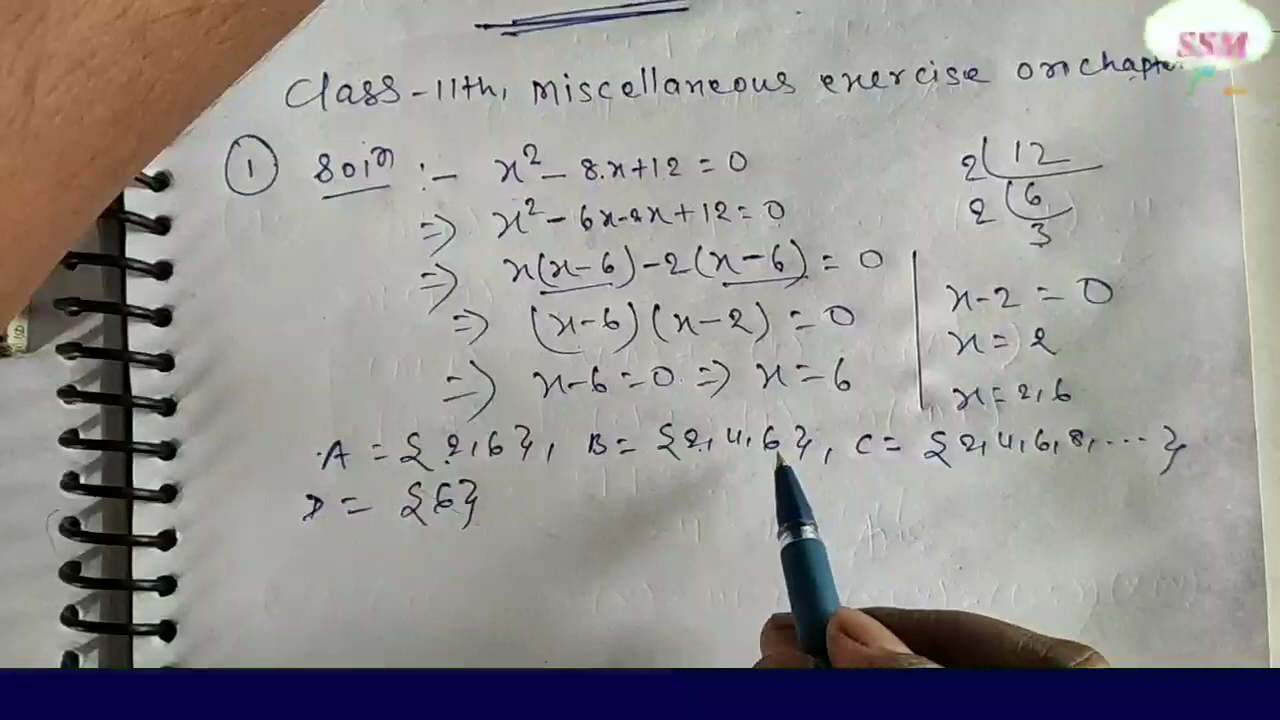 SSM
Class-11th, miscellaneous exercise on chapte
① Soln :- x² - 8x+12 = 0
⇒ x² - 6x-2x+12=0
⇒ x(x-6)-2(x-6) = 0
⇒ (x-6)(x-2) = 0
⇒ x-6=0 ⇒ x=6
2 12
2 6
3
x-2 = 0
x = 2
x = 2,6
A = {2,6}, B = {2,4,6}, C = {2,4,6,8,...}
D = {6}